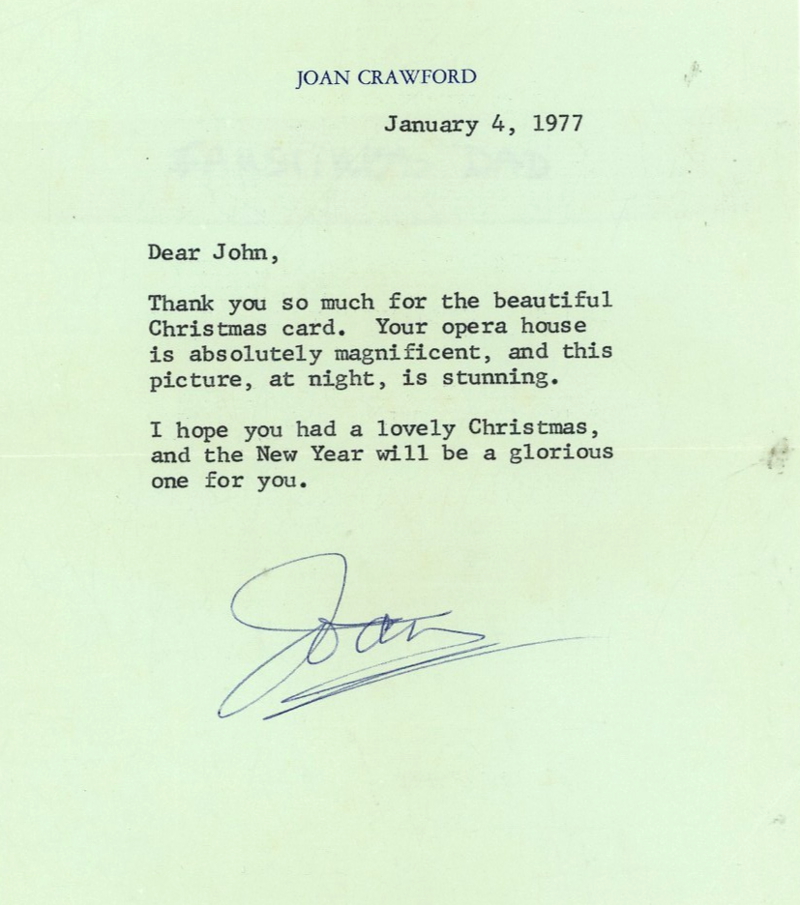 JOAN CRAWFORD
January 4, 1977
Dear John,
Thank you so much for the beautiful
Christmas card.  Your opera house
is absolutely magnificent, and this
picture, at night, is stunning.
I hope you had a lovely Christmas,
and the New Year will be a glorious
one for you.
Joan